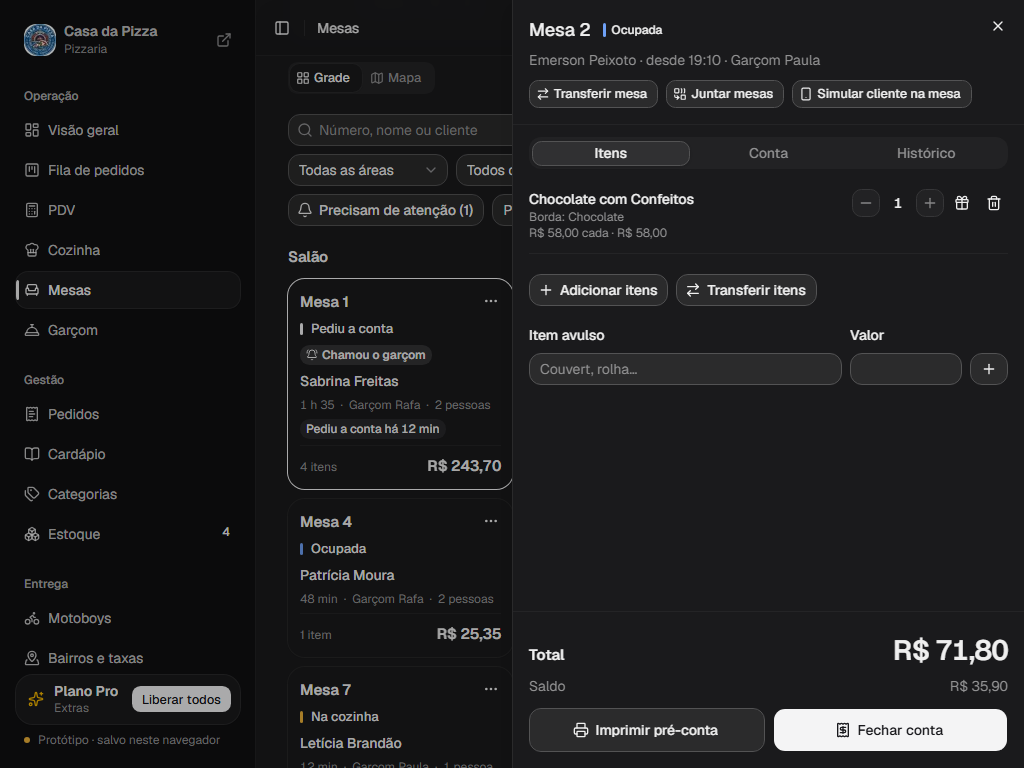 Casa da Pizza
Pizzaria
Operação
Visão geral
Fila de pedidos
PDV
Cozinha
Mesas
Garçom
Gestão
Pedidos
Cardápio
Categorias
Estoque 4
Entrega
Motoboys
Bairros e taxas
Plano Pro
Extras
Liberar todos
Protótipo · salvo neste navegador
Mesas
Grade Mapa
Número, nome ou cliente
Todas as áreas
Precisam de atenção (1)
Salão
Mesa 1
Pediu a conta
Chamou o garçom
Sabrina Freitas
1 h 35 · Garçom Rafa · 2 pessoas
Pediu a conta há 12 min
4 itens R$ 243,70
Mesa 4
Ocupada
Patrícia Moura
48 min · Garçom Rafa · 2 pessoas
1 item R$ 25,35
Mesa 7
Na cozinha
Letícia Brandão
12 min · Garçom Paula · 1 pessoa
Mesa 2 Ocupada
Emerson Peixoto · desde 19:10 · Garçom Paula
Transferir mesa Juntar mesas Simular cliente na mesa
Itens Conta Histórico
Chocolate com Confeitos
Borda: Chocolate
R$ 58,00 cada · R$ 58,00
1
Adicionar itens Transferir itens
Item avulso Valor
Couvert, rolha…
Total R$ 71,80
Saldo R$ 35,90
Imprimir pré-conta Fechar conta